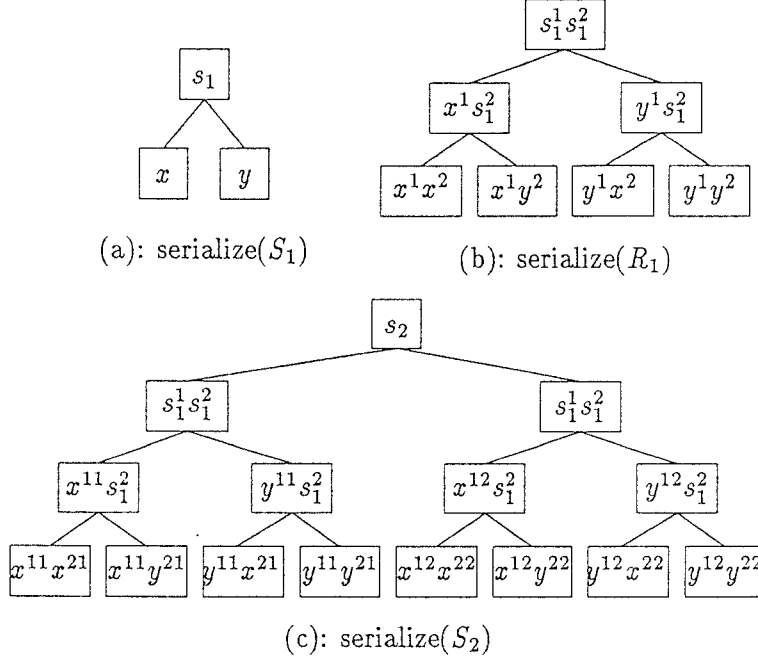 s₁¹s₁²
s₁
x¹s₁² y¹s₁²
x y
x¹x² x¹y² y¹x² y¹y²
(a): serialize(S₁)
(b): serialize(R₁)
s₂
s₁¹s₁² s₁¹s₁²
x¹¹s₁² y¹¹s₁² x¹²s₁² y¹²s₁²
x¹¹x²¹ x¹¹y²¹ y¹¹x²¹ y¹¹y²¹ x¹²x²² x¹²y²² y¹²x²² y¹²y²²
(c): serialize(S₂)